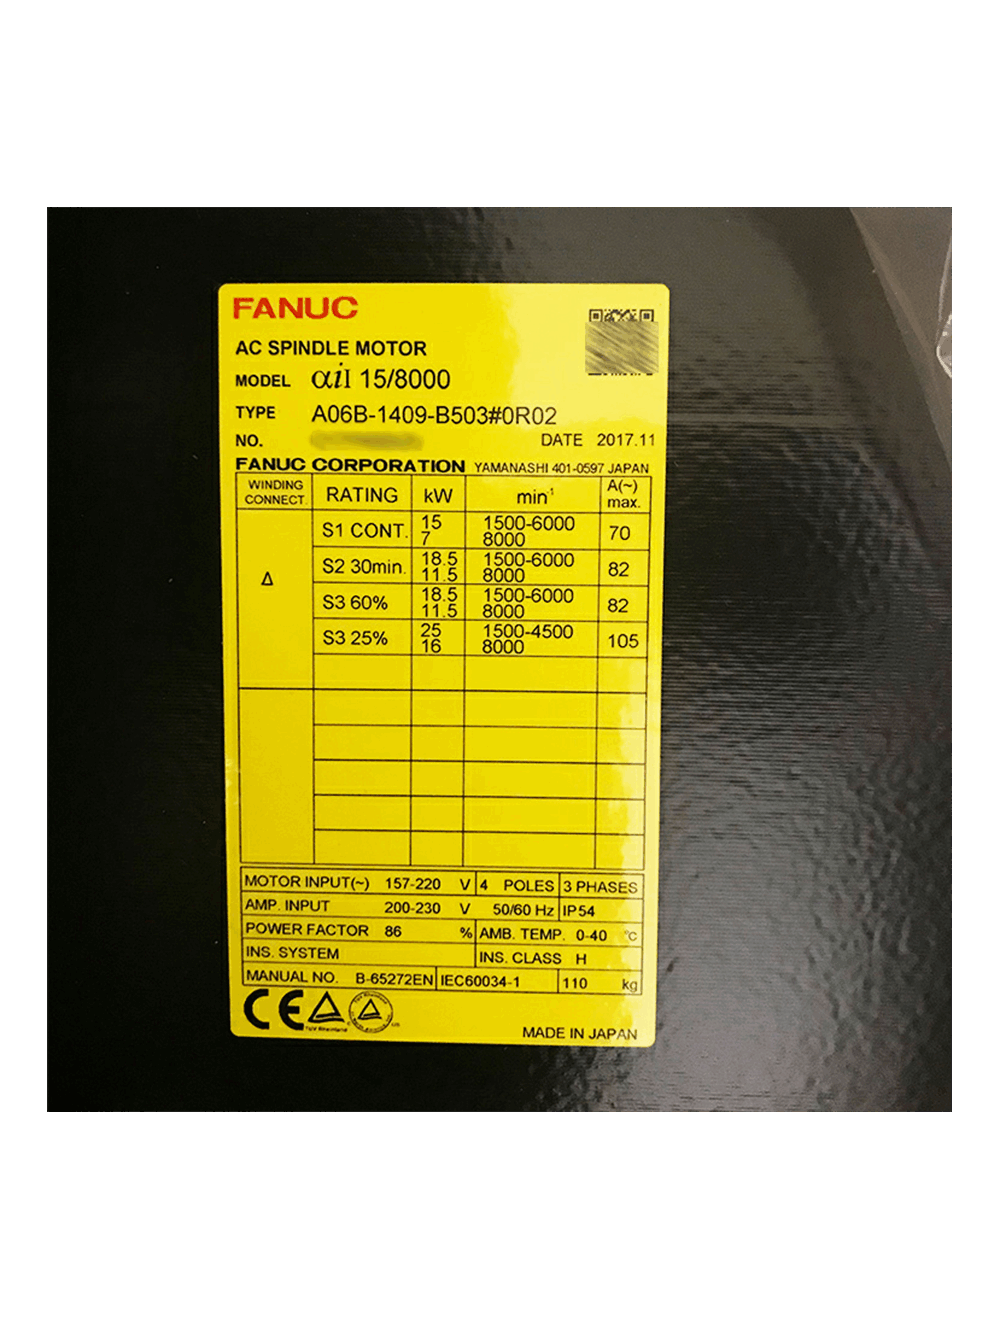 FANUC
AC SPINDLE MOTOR
MODEL αiI 15/8000
TYPE A06B-1409-B503#0R02
NO. DATE 2017.11
FANUC CORPORATION YAMANASHI 401-0597 JAPAN
WINDING CONNECT. RATING kW min⁻¹ A(~) max.
Δ S1 CONT. 15 1500-6000 70
7 8000
S2 30min. 18.5 1500-6000 82
11.5 8000
S3 60% 18.5 1500-6000 82
11.5 8000
S3 25% 25 1500-4500 105
16 8000
MOTOR INPUT(~) 157-220 V 4 POLES 3 PHASES
AMP. INPUT 200-230 V 50/60 Hz IP54
POWER FACTOR 86 % AMB. TEMP. 0-40 °C
INS. SYSTEM INS. CLASS H
MANUAL NO. B-65272EN IEC60034-1 110 kg
CE TUV Rheinland
MADE IN JAPAN